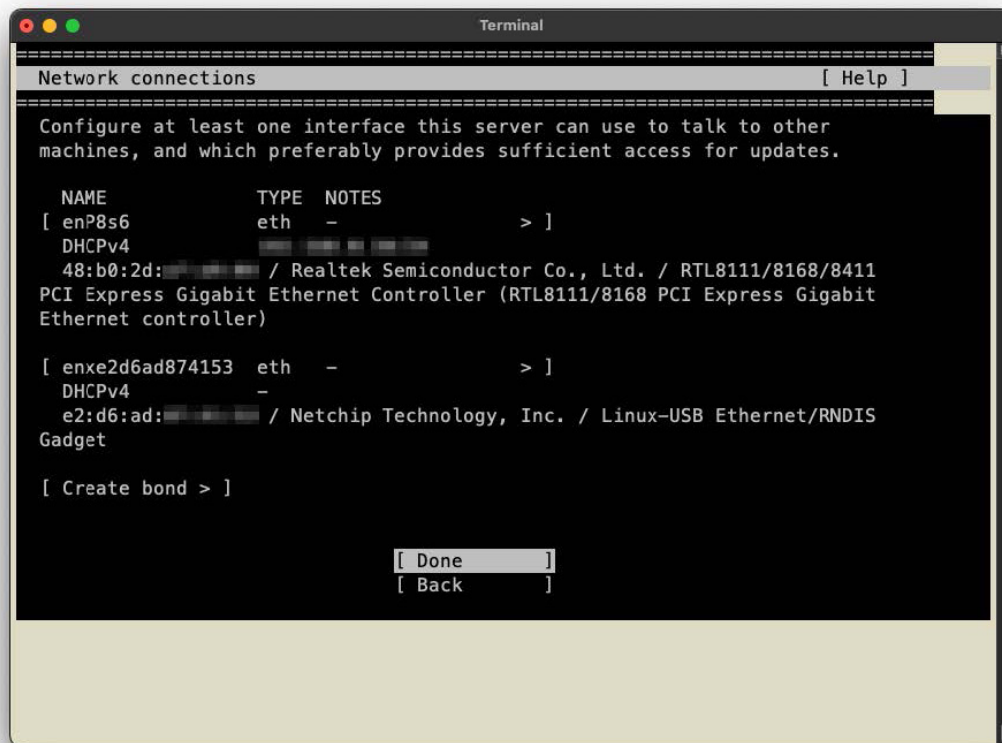 Terminal
================================================================================
Network connections [ Help ]
================================================================================
Configure at least one interface this server can use to talk to other
machines, and which preferably provides sufficient access for updates.
NAME TYPE NOTES
[ enP8s6 eth - > ]
DHCPv4
48:b0:2d: / Realtek Semiconductor Co., Ltd. / RTL8111/8168/8411
PCI Express Gigabit Ethernet Controller (RTL8111/8168 PCI Express Gigabit
Ethernet controller)
[ enxe2d6ad874153 eth - > ]
DHCPv4 -
e2:d6:ad: / Netchip Technology, Inc. / Linux-USB Ethernet/RNDIS
Gadget
[ Create bond > ]
[ Done ]
[ Back ]